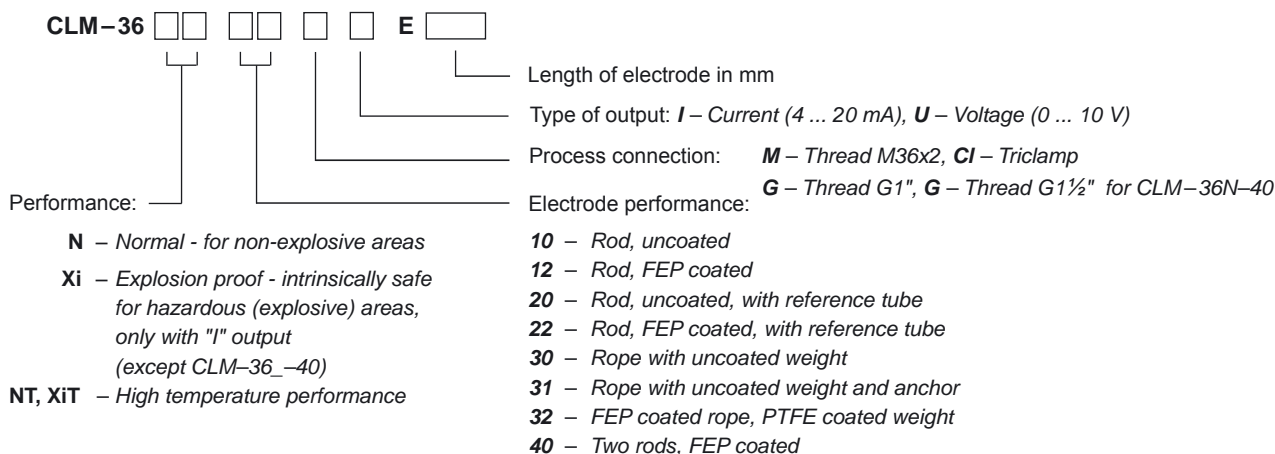 CLM–36 E
Length of electrode in mm
Type of output: I – Current (4 ... 20 mA), U – Voltage (0 ... 10 V)
Process connection: M – Thread M36x2, Cl – Triclamp
G – Thread G1", G – Thread G1½" for CLM–36N–40
Performance:
N – Normal - for non-explosive areas
Xi – Explosion proof - intrinsically safe
for hazardous (explosive) areas,
only with "I" output
(except CLM–36_–40)
NT, XiT – High temperature performance
Electrode performance:
10 – Rod, uncoated
12 – Rod, FEP coated
20 – Rod, uncoated, with reference tube
22 – Rod, FEP coated, with reference tube
30 – Rope with uncoated weight
31 – Rope with uncoated weight and anchor
32 – FEP coated rope, PTFE coated weight
40 – Two rods, FEP coated